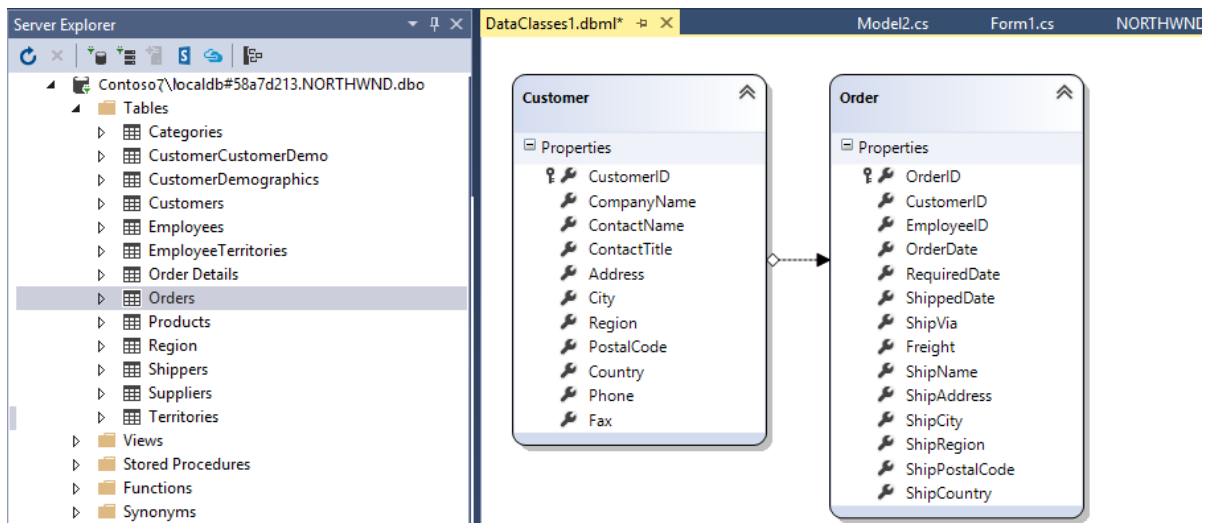 Server Explorer
Contoso7\localdb#58a7d213.NORTHWND.dbo
Tables
Categories
CustomerCustomerDemo
CustomerDemographics
Customers
Employees
EmployeeTerritories
Order Details
Orders
Products
Region
Shippers
Suppliers
Territories
Views
Stored Procedures
Functions
Synonyms
DataClasses1.dbml* Model2.cs Form1.cs NORTHWND
Customer
Properties
CustomerID
CompanyName
ContactName
ContactTitle
Address
City
Region
PostalCode
Country
Phone
Fax
Order
Properties
OrderID
CustomerID
EmployeeID
OrderDate
RequiredDate
ShippedDate
ShipVia
Freight
ShipName
ShipAddress
ShipCity
ShipRegion
ShipPostalCode
ShipCountry